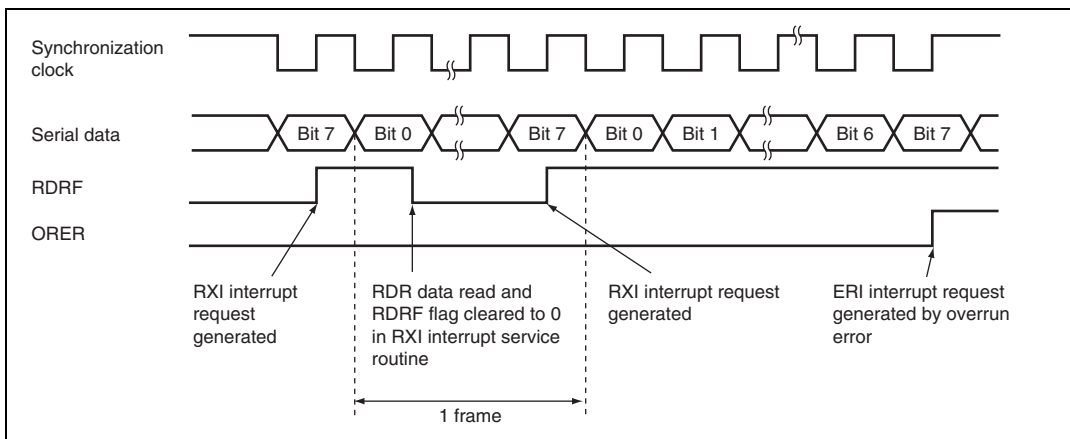 Synchronization
clock
Serial data
Bit 7
Bit 0
Bit 7
Bit 0
Bit 1
Bit 6
Bit 7
RDRF
ORER
RXI interrupt
request
generated
RDR data read and
RDRF flag cleared to 0
in RXI interrupt service
routine
RXI interrupt request
generated
ERI interrupt request
generated by overrun
error
1 frame